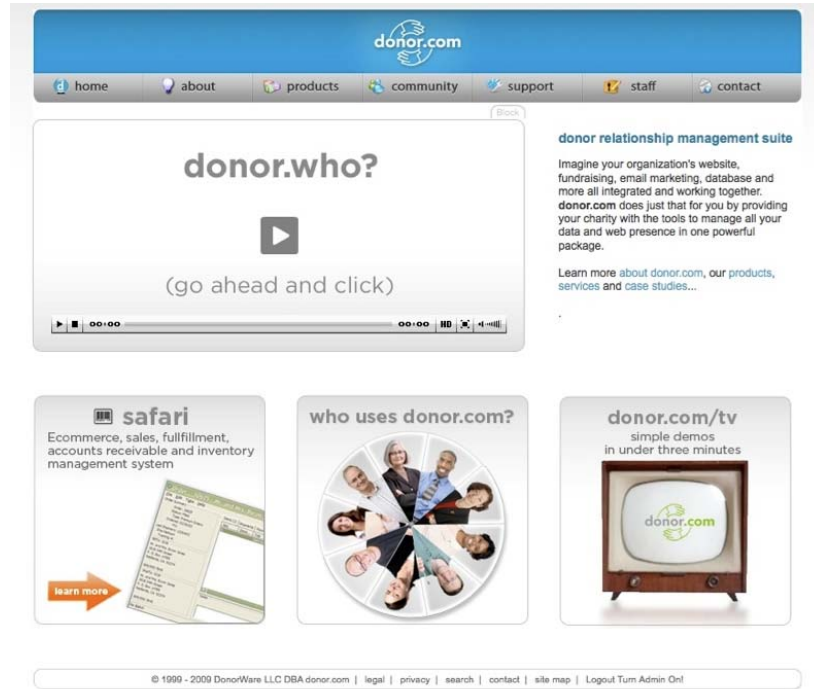 donor.com
home about products community support staff contact
Block
donor.who?
(go ahead and click)
00:00 00:00 HD
donor relationship management suite
Imagine your organization's website,
fundraising, email marketing, database and
more all integrated and working together.
donor.com does just that for you by providing
your charity with the tools to manage all your
data and web presence in one powerful
package.
Learn more about donor.com, our products,
services and case studies...
.
safari
Ecommerce, sales, fullfillment,
accounts receivable and inventory
management system
learn more
who uses donor.com?
donor.com/tv
simple demos
in under three minutes
donor.com
© 1999 - 2009 DonorWare LLC DBA donor.com | legal | privacy | search | contact | site map | Logout Turn Admin On!